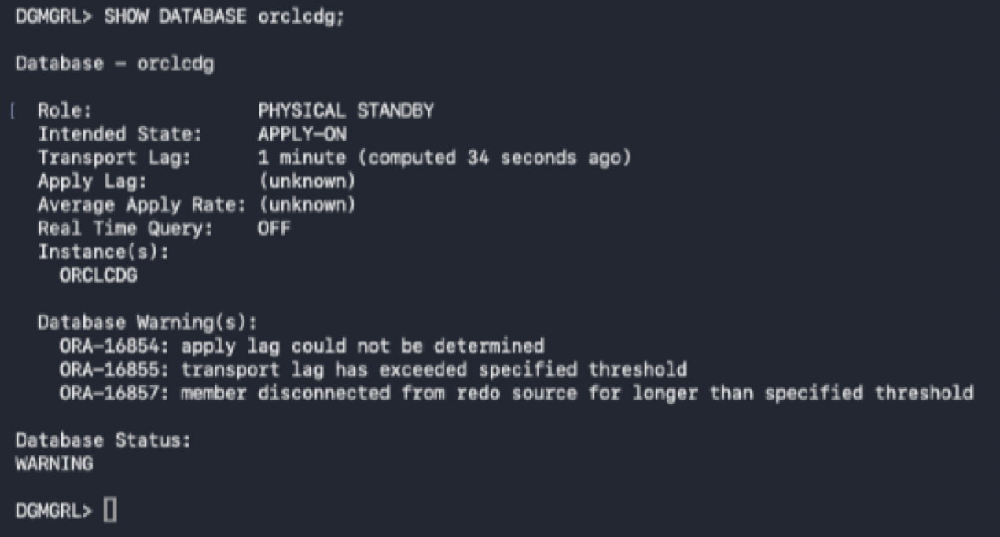 DGMGRL> SHOW DATABASE orclcdg;
Database – orclcdg
[ Role: PHYSICAL STANDBY
Intended State: APPLY-ON
Transport Lag: 1 minute (computed 34 seconds ago)
Apply Lag: (unknown)
Average Apply Rate: (unknown)
Real Time Query: OFF
Instance(s):
ORCLCDG
Database Warning(s):
ORA-16854: apply lag could not be determined
ORA-16855: transport lag has exceeded specified threshold
ORA-16857: member disconnected from redo source for longer than specified threshold
Database Status:
WARNING
DGMGRL>